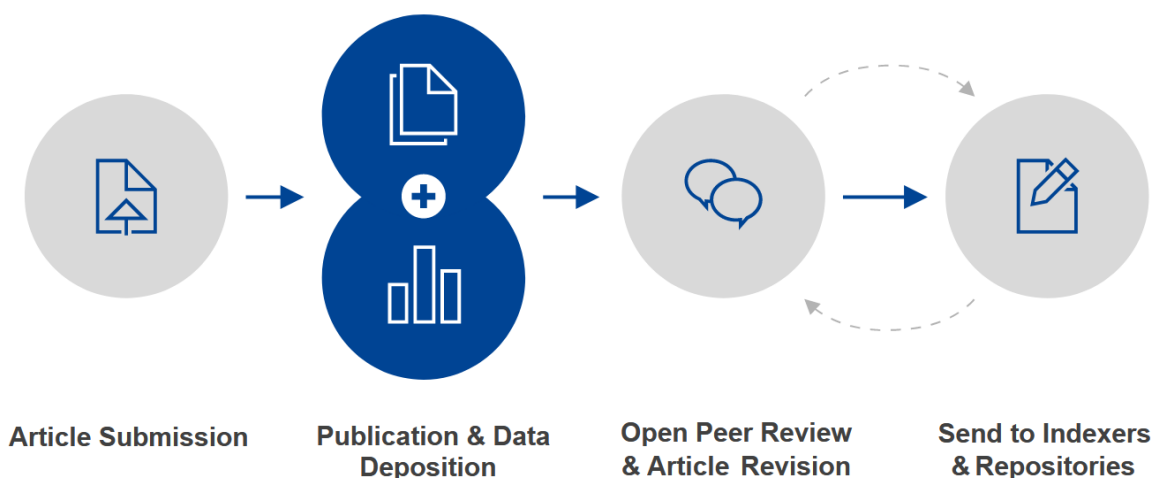 Article Submission
Publication & Data
Deposition
Open Peer Review
& Article Revision
Send to Indexers
& Repositories